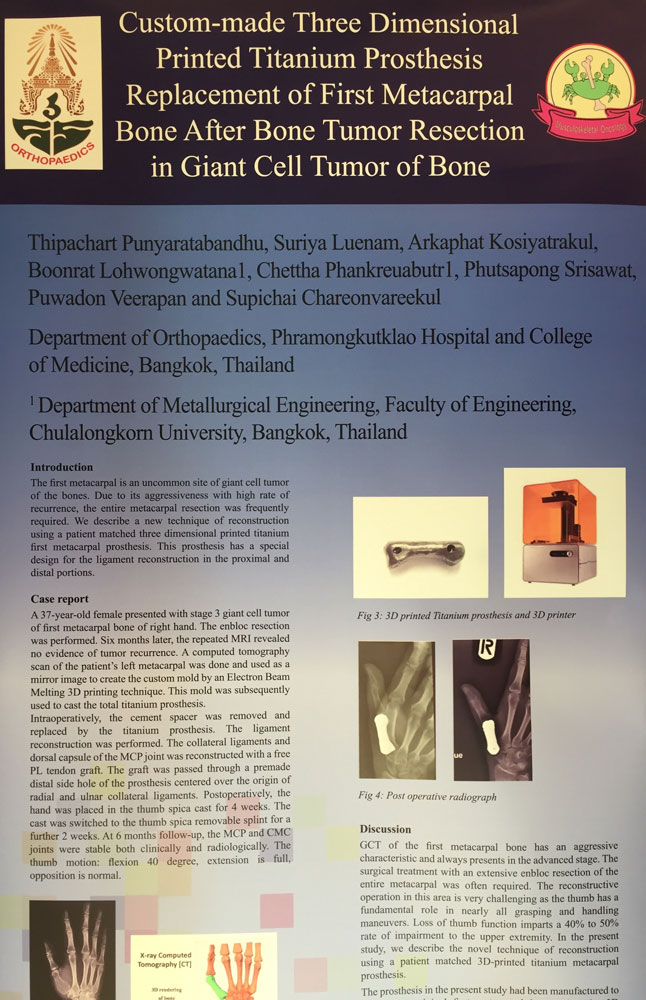 Custom-made Three Dimensional
Printed Titanium Prosthesis
Replacement of First Metacarpal
Bone After Bone Tumor Resection
in Giant Cell Tumor of Bone
3
ORTHOPAEDICS
Musculoskeletal Oncology
Thipachart Punyaratabandhu, Suriya Luenam, Arkaphat Kosiyatrakul,
Boonrat Lohwongwatana1, Chettha Phankreuabutr1, Phutsapong Srisawat,
Puwadon Veerapan and Supichai Chareonvareekul
Department of Orthopaedics, Phramongkutklao Hospital and College
of Medicine, Bangkok, Thailand
1 Department of Metallurgical Engineering, Faculty of Engineering,
Chulalongkorn University, Bangkok, Thailand
Introduction
The first metacarpal is an uncommon site of giant cell tumor
of the bones. Due to its aggressiveness with high rate of
recurrence, the entire metacarpal resection was frequently
required. We describe a new technique of reconstruction
using a patient matched three dimensional printed titanium
first metacarpal prosthesis. This prosthesis has a special
design for the ligament reconstruction in the proximal and
distal portions.
Case report
A 37-year-old female presented with stage 3 giant cell tumor
of first metacarpal bone of right hand. The enbloc resection
was performed. Six months later, the repeated MRI revealed
no evidence of tumor recurrence. A computed tomography
scan of the patient's left metacarpal was done and used as a
mirror image to create the custom mold by an Electron Beam
Melting 3D printing technique. This mold was subsequently
used to cast the total titanium prosthesis.
Intraoperatively, the cement spacer was removed and
replaced by the titanium prosthesis. The ligament
reconstruction was performed. The collateral ligaments and
dorsal capsule of the MCP joint was reconstructed with a free
PL tendon graft. The graft was passed through a premade
distal side hole of the prosthesis centered over the origin of
radial and ulnar collateral ligaments. Postoperatively, the
hand was placed in the thumb spica cast for 4 weeks. The
cast was switched to the thumb spica removable splint for a
further 2 weeks. At 6 months follow-up, the MCP and CMC
joints were stable both clinically and radiologically. The
thumb motion: flexion 40 degree, extension is full,
opposition is normal.
X-ray Computed
Tomography [CT]
3D rendering
of bone
Fig 3: 3D printed Titanium prosthesis and 3D printer
R
ue
Fig 4: Post operative radiograph
Discussion
GCT of the first metacarpal bone has an aggressive
characteristic and always presents in the advanced stage. The
surgical treatment with an extensive enbloc resection of the
entire metacarpal was often required. The reconstructive
operation in this area is very challenging as the thumb has a
fundamental role in nearly all grasping and handling
maneuvers. Loss of thumb function imparts a 40% to 50%
rate of impairment to the upper extremity. In the present
study, we describe the novel technique of reconstruction
using a patient matched 3D-printed titanium metacarpal
prosthesis.
The prosthesis in the present study had been manufactured to